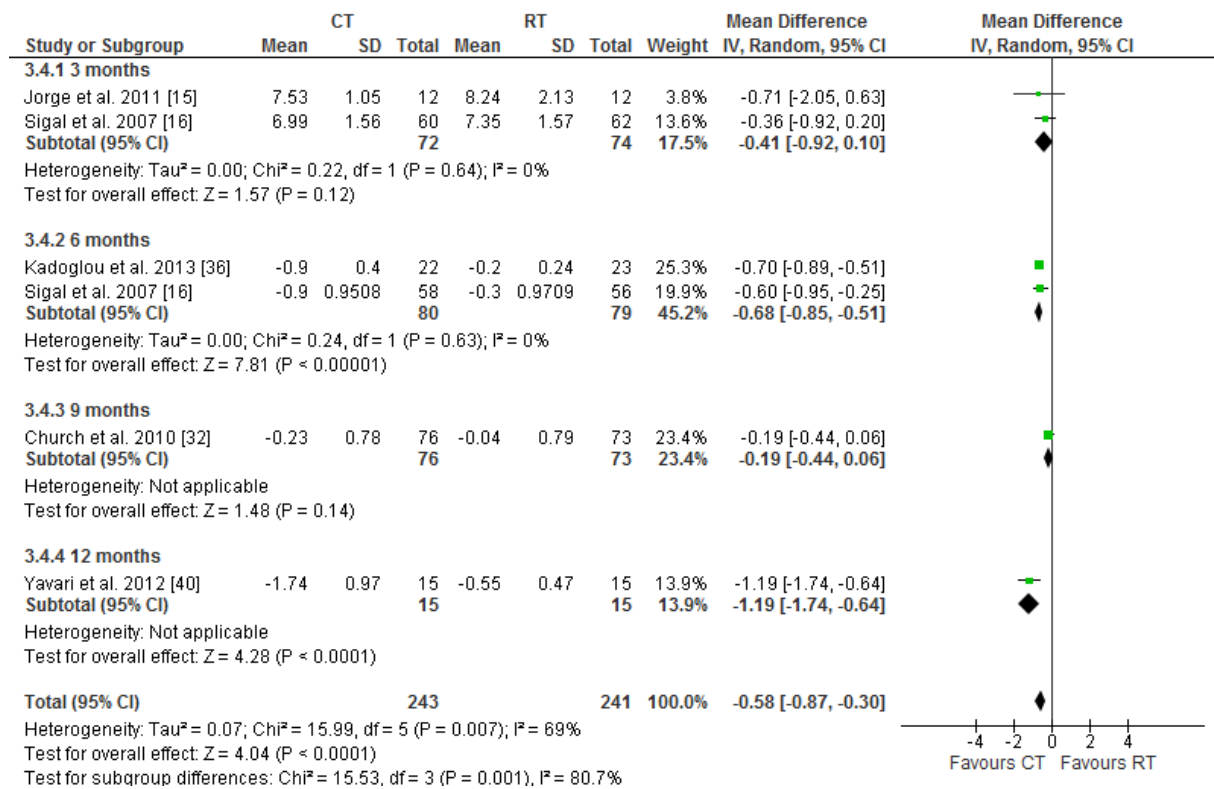 CT RT Mean Difference Mean Difference
Study or Subgroup Mean SD Total Mean SD Total Weight IV, Random, 95% CI IV, Random, 95% CI
3.4.1 3 months
Jorge et al. 2011 [15] 7.53 1.05 12 8.24 2.13 12 3.8% -0.71 [-2.05, 0.63]
Sigal et al. 2007 [16] 6.99 1.56 60 7.35 1.57 62 13.6% -0.36 [-0.92, 0.20]
Subtotal (95% CI) 72 74 17.5% -0.41 [-0.92, 0.10]
Heterogeneity: Tau² = 0.00; Chi² = 0.22, df = 1 (P = 0.64); I² = 0%
Test for overall effect: Z = 1.57 (P = 0.12)
3.4.2 6 months
Kadoglou et al. 2013 [36] -0.9 0.4 22 -0.2 0.24 23 25.3% -0.70 [-0.89, -0.51]
Sigal et al. 2007 [16] -0.9 0.9508 58 -0.3 0.9709 56 19.9% -0.60 [-0.95, -0.25]
Subtotal (95% CI) 80 79 45.2% -0.68 [-0.85, -0.51]
Heterogeneity: Tau² = 0.00; Chi² = 0.24, df = 1 (P = 0.63); I² = 0%
Test for overall effect: Z = 7.81 (P < 0.00001)
3.4.3 9 months
Church et al. 2010 [32] -0.23 0.78 76 -0.04 0.79 73 23.4% -0.19 [-0.44, 0.06]
Subtotal (95% CI) 76 73 23.4% -0.19 [-0.44, 0.06]
Heterogeneity: Not applicable
Test for overall effect: Z = 1.48 (P = 0.14)
3.4.4 12 months
Yavari et al. 2012 [40] -1.74 0.97 15 -0.55 0.47 15 13.9% -1.19 [-1.74, -0.64]
Subtotal (95% CI) 15 15 13.9% -1.19 [-1.74, -0.64]
Heterogeneity: Not applicable
Test for overall effect: Z = 4.28 (P < 0.0001)
Total (95% CI) 243 241 100.0% -0.58 [-0.87, -0.30]
Heterogeneity: Tau² = 0.07; Chi² = 15.99, df = 5 (P = 0.007); I² = 69%
Test for overall effect: Z = 4.04 (P < 0.0001)
Test for subgroup differences: Chi² = 15.53, df = 3 (P = 0.001), I² = 80.7%
-4 -2 0 2 4
Favours CT Favours RT